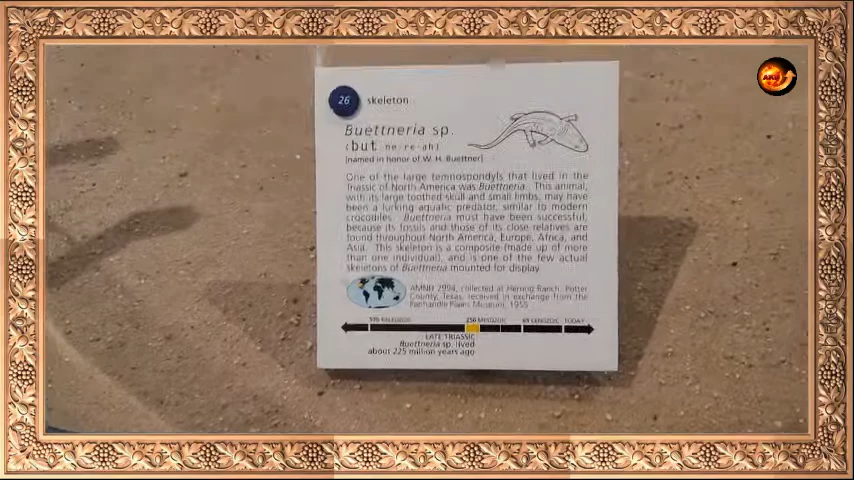 26 skeleton
Buettneria sp.
(but ne·re·ah)
[named in honor of W. H. Buettner]
One of the large temnospondyls that lived in the
Triassic of North America was Buettneria. This animal,
with its large toothed skull and small limbs, may have
been a lurking aquatic predator, similar to modern
crocodiles. Buettneria must have been successful,
because its fossils and those of its close relatives are
found throughout North America, Europe, Africa, and
Asia. This skeleton is a composite (made up of more
than one individual), and is one of the few actual
skeletons of Buettneria mounted for display.
AMNH 2994, collected at Herring Ranch, Potter
County, Texas; received in exchange from the
Panhandle Plains Museum, 1955
PALEOZOIC 250 MESOZOIC 65 CENOZOIC TODAY
LATE TRIASSIC
Buettneria sp. lived
about 225 million years ago